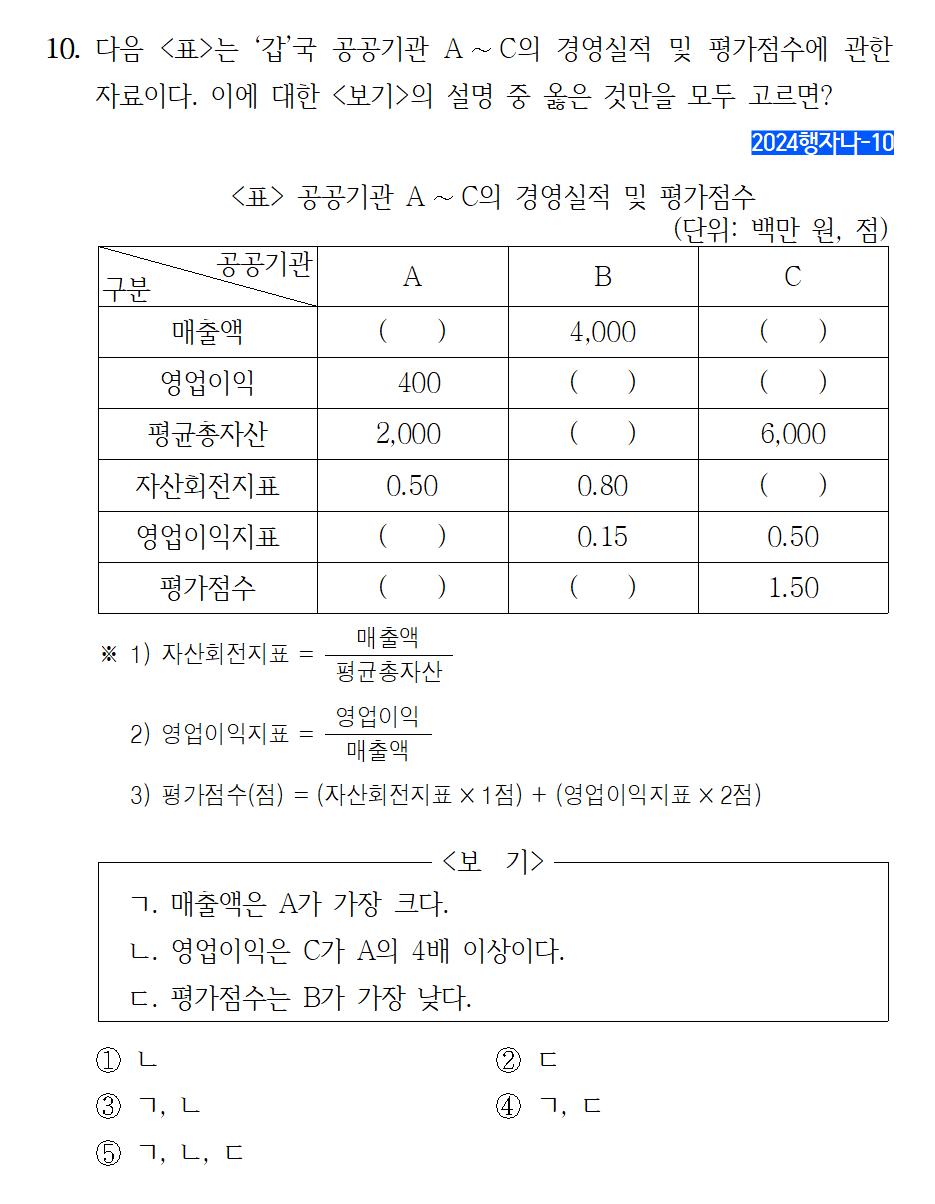 10. 다음 <표>는 ‘갑’국 공공기관 A ~ C의 경영실적 및 평가점수에 관한
자료이다. 이에 대한 <보기>의 설명 중 옳은 것만을 모두 고르면?
2024행자나-10
<표> 공공기관 A ~ C의 경영실적 및 평가점수
(단위: 백만 원, 점)
공공기관
구분
A B C
매출액 ( ) 4,000 ( )
영업이익 400 ( ) ( )
평균총자산 2,000 ( ) 6,000
자산회전지표 0.50 0.80 ( )
영업이익지표 ( ) 0.15 0.50
평가점수 ( ) ( ) 1.50
※ 1) 자산회전지표 = 매출액 / 평균총자산
2) 영업이익지표 = 영업이익 / 매출액
3) 평가점수(점) = (자산회전지표 × 1점) + (영업이익지표 × 2점)
<보 기>
ㄱ. 매출액은 A가 가장 크다.
ㄴ. 영업이익은 C가 A의 4배 이상이다.
ㄷ. 평가점수는 B가 가장 낮다.
① ㄴ ② ㄷ
③ ㄱ, ㄴ ④ ㄱ, ㄷ
⑤ ㄱ, ㄴ, ㄷ